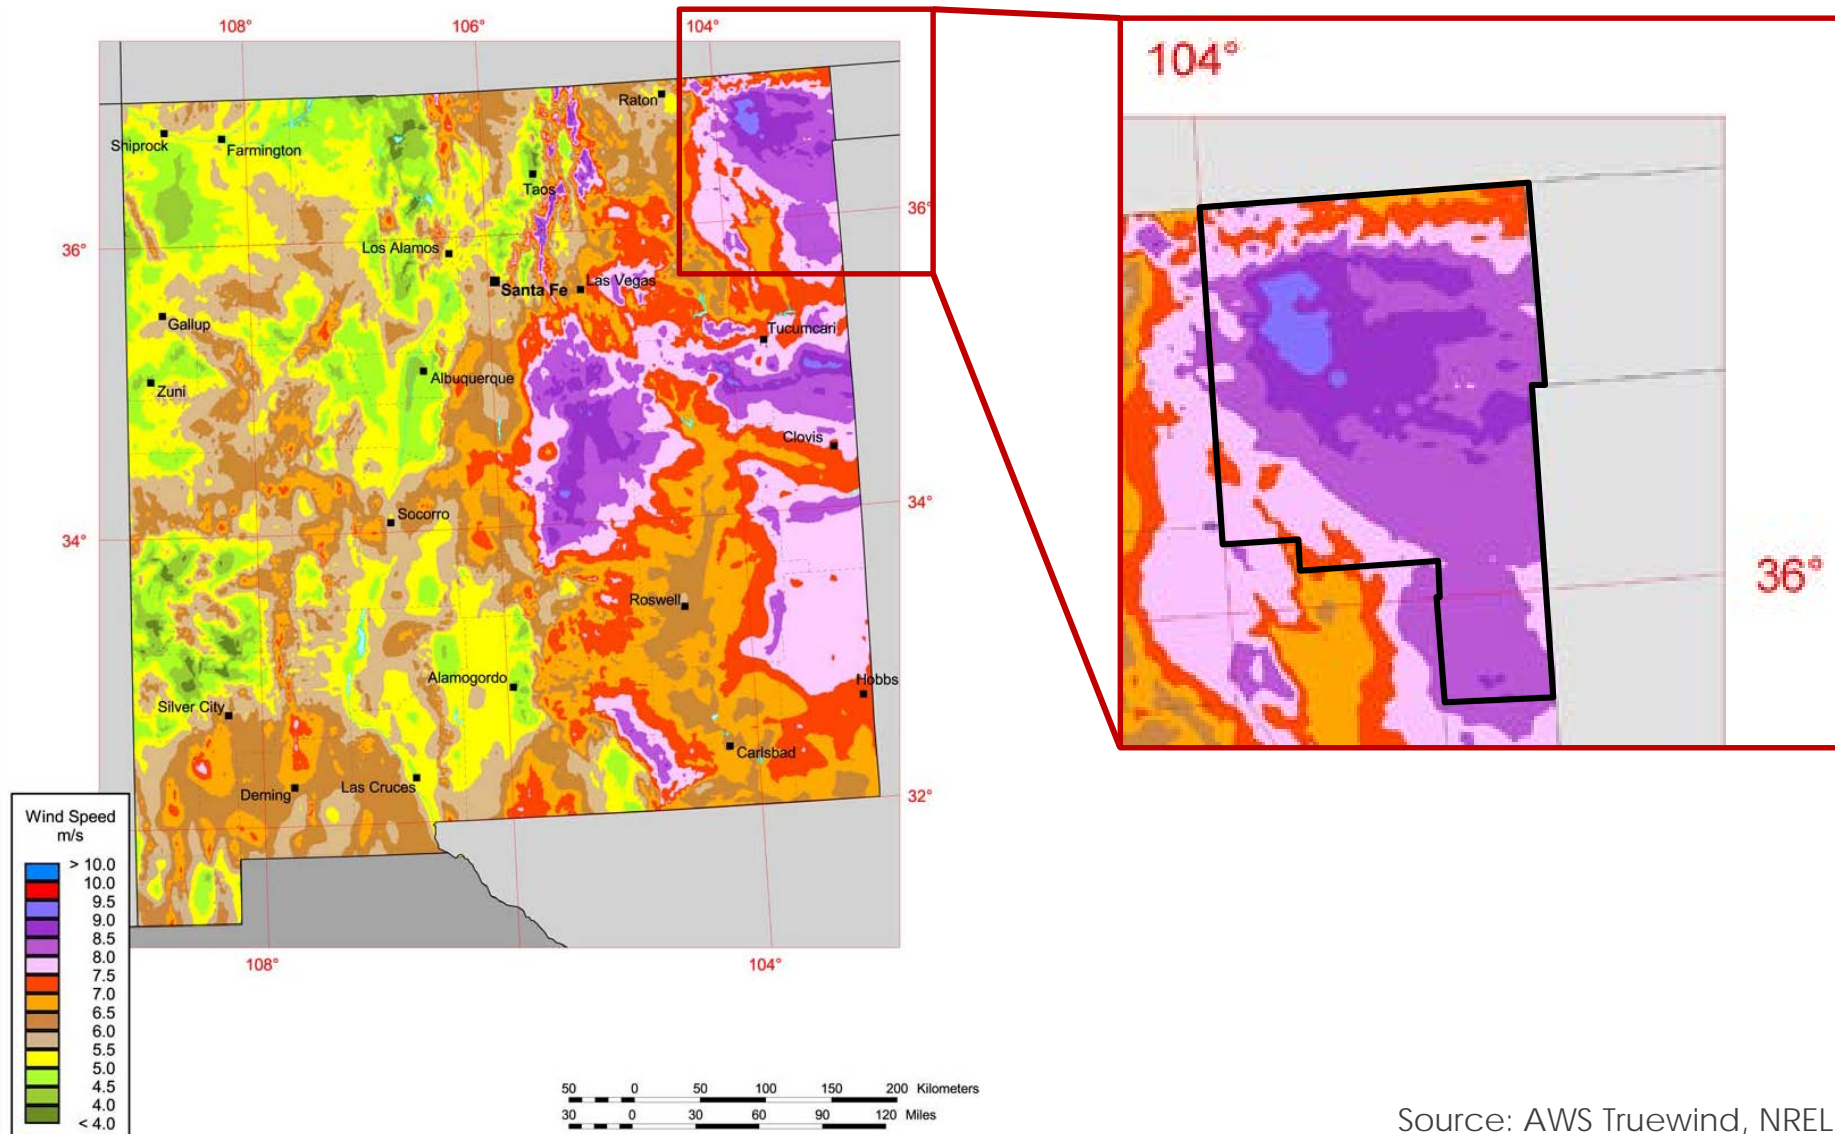 108°
106°
104°
104°
Raton
Shiprock
Farmington
Taos
36°
36°
Los Alamos
Santa Fe
Las Vegas
Gallup
Tucumcari
Albuquerque
Zuni
Clovis
34°
Socorro
34°
36°
Roswell
Alamogordo
Hobbs
Silver City
Carlsbad
Deming
Las Cruces
32°
Wind Speed
m/s
> 10.0
10.0
9.5
9.0
8.5
8.0
7.5
7.0
6.5
6.0
5.5
5.0
4.5
4.0
< 4.0
108°
104°
50 0 50 100 150 200 Kilometers
30 0 30 60 90 120 Miles
Source: AWS Truewind, NREL